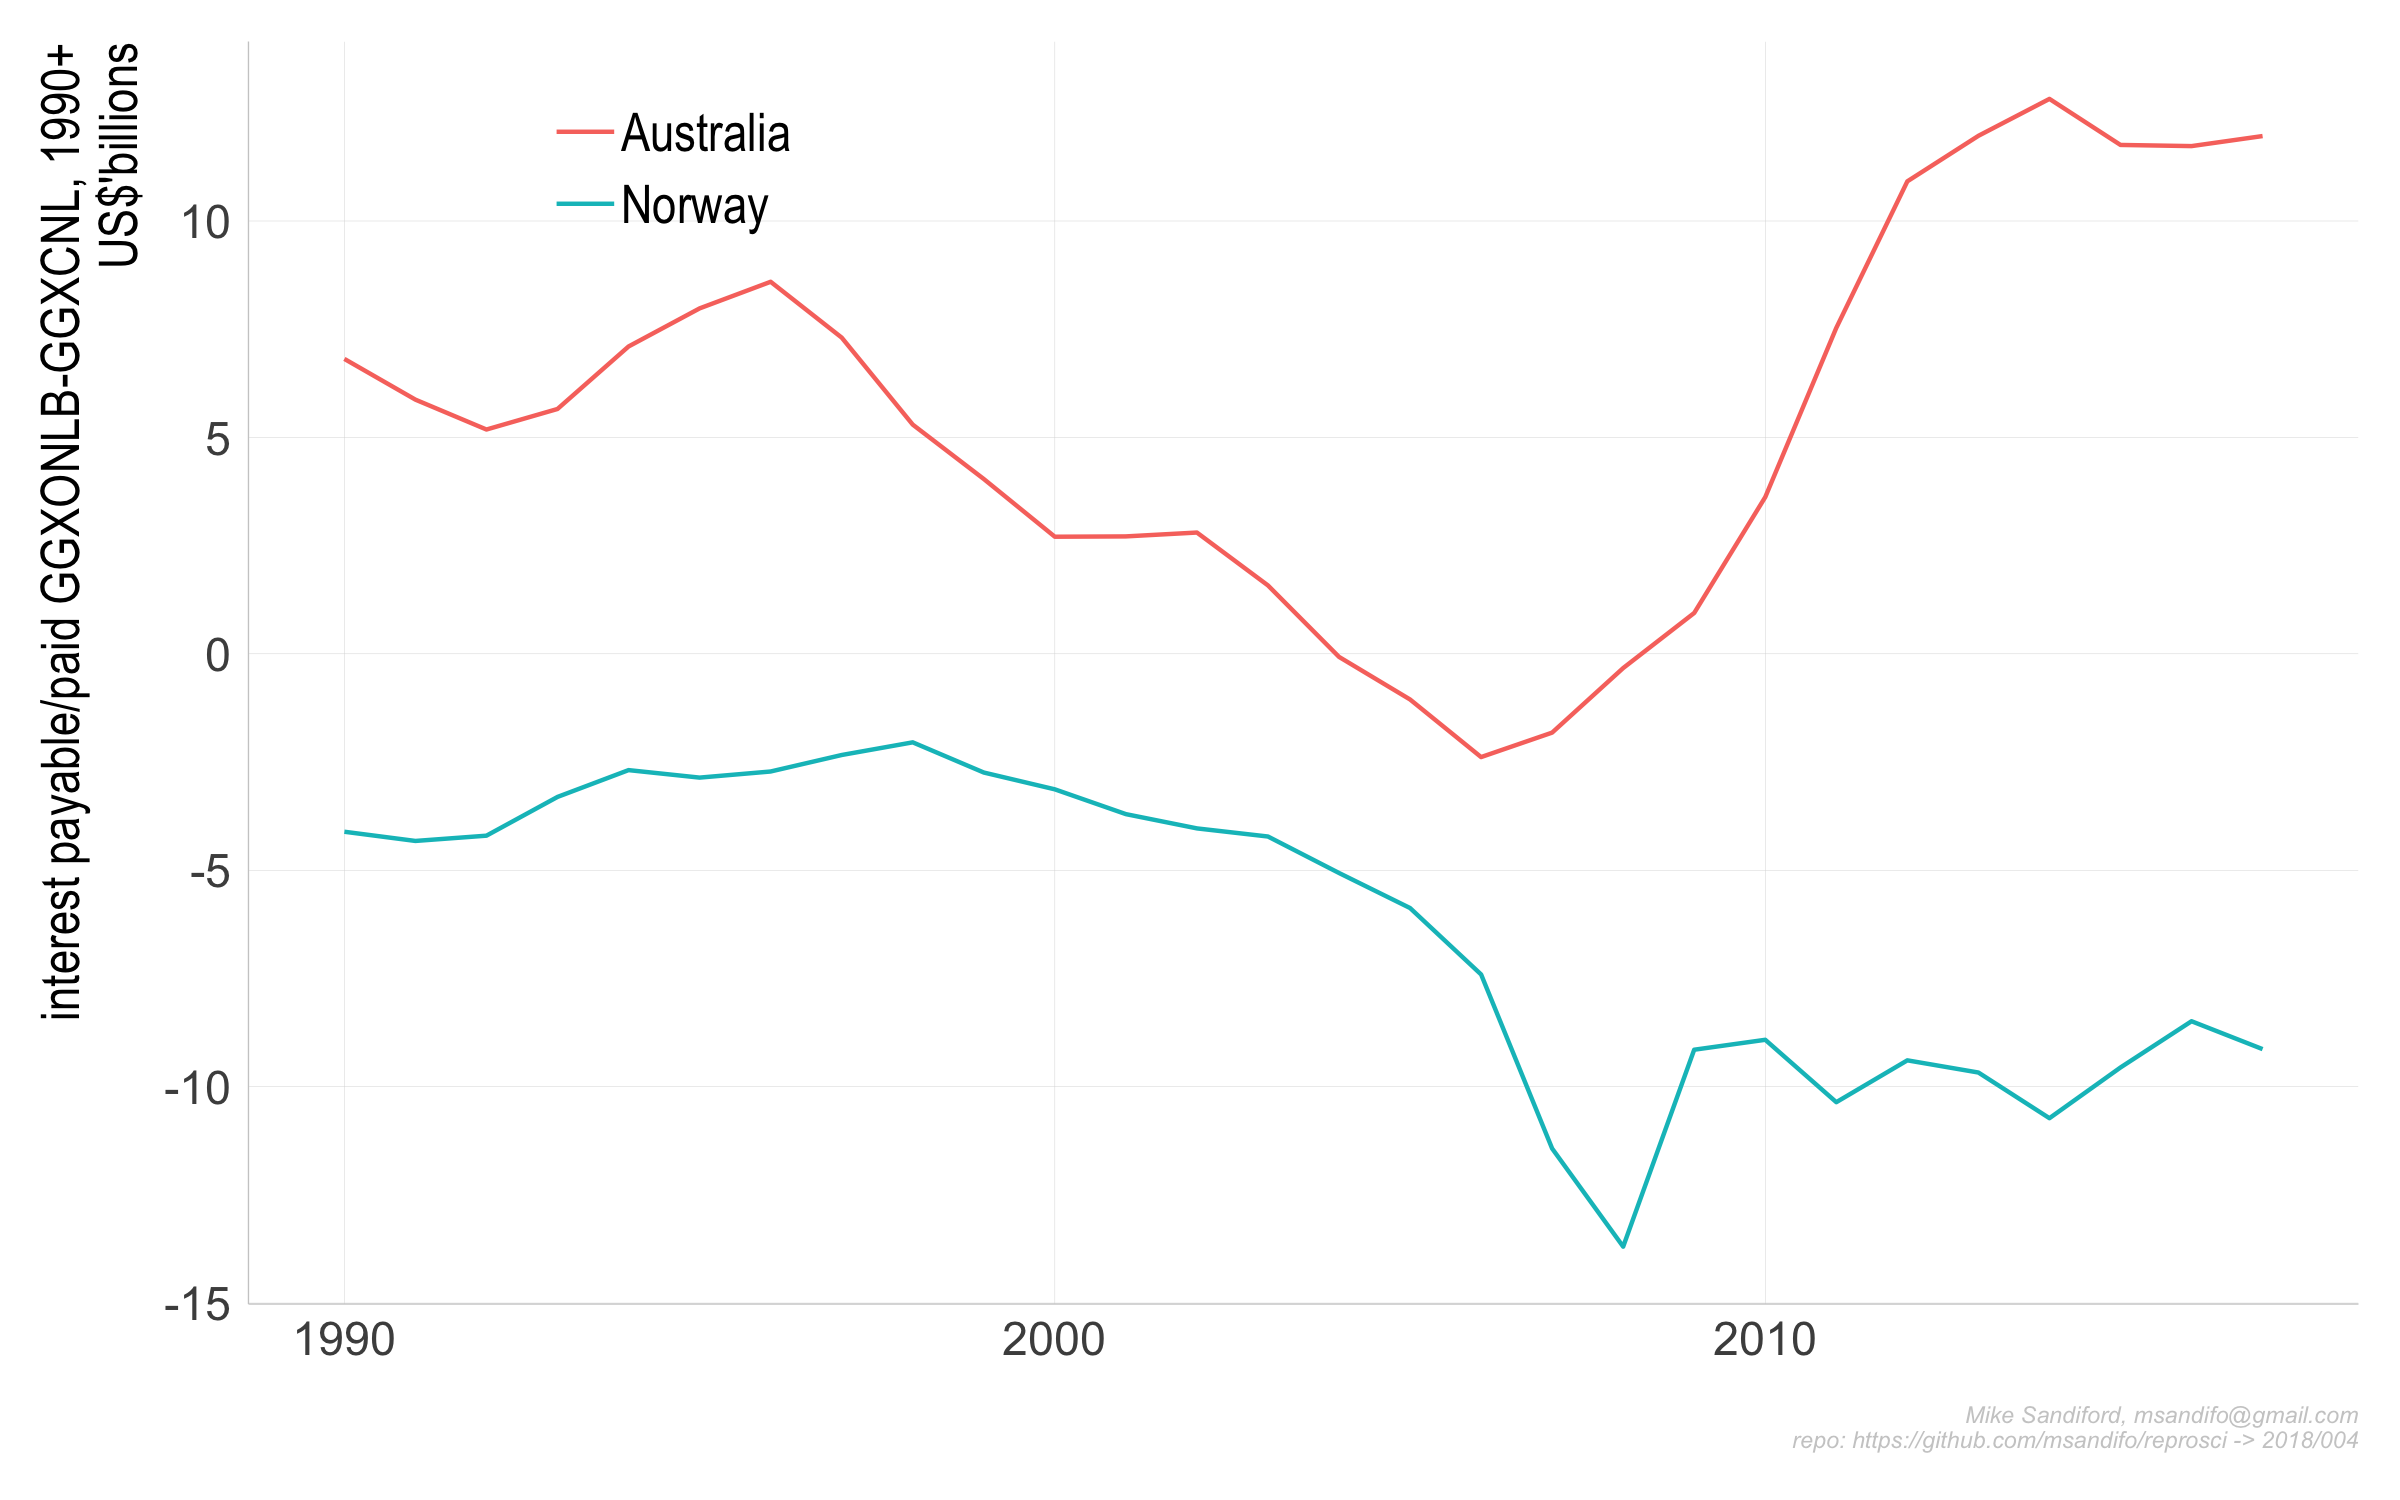 interest payable/paid GGXONLB-GGXCNL, 1990+
US$'billions
Australia
Norway
10
5
0
-5
-10
-15
1990
2000
2010
Mike Sandiford, msandifo@gmail.com
repo: https://github.com/msandifo/reprosci -> 2018/004